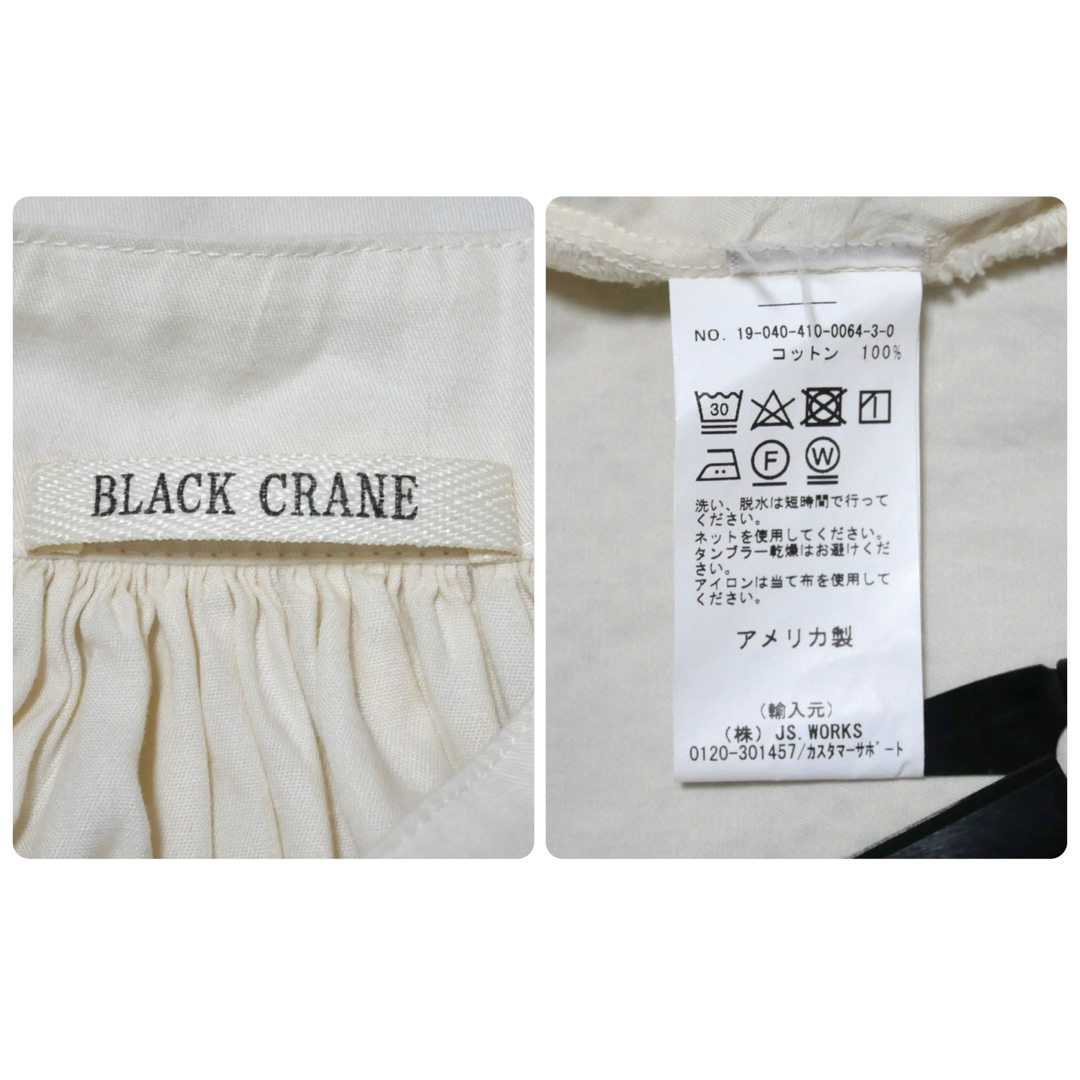 BLACK CRANE
NO. 19-040-410-0064-3-0
コットン 100%
30
F W
洗い、脱水は短時間で行って
ください。
ネットを使用してください。
タンブラー乾燥はお避けくだ
さい。
アイロンは当て布を使用して
ください。
アメリカ製
(輸入元)
(株) JS.WORKS
0120-301457/カスタマーサポート